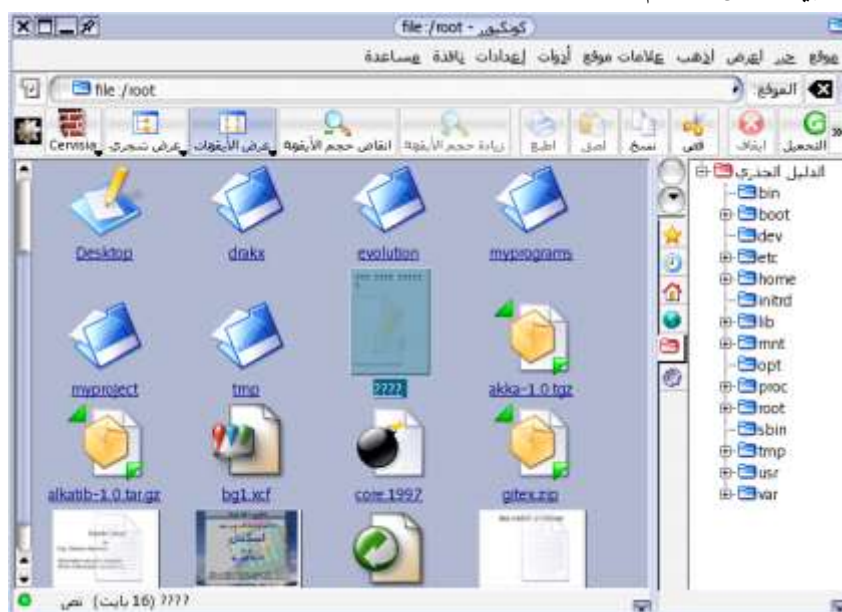 file:/root - كونكيورر
موقع حرر اعرض اذهب علامات موقع أدوات إعدادات نافذة مساعدة
الموقع: file:/root
التحميل ايقاف قص نسخ الصق اطبع زيادة حجم الأيقونة انقاص حجم الأيقونة عرض الأيقونات عرض شجري Cervisia
الدليل الجذري
bin
boot
dev
etc
home
initrd
lib
mnt
opt
proc
root
sbin
tmp
usr
var
Desktop drakx evolution myprograms
myproject tmp ???? akka-1.0.tgz
alkatib-1.0.tar.gz bg1.xcf core.1997 gitex.zip
???? (16 بايت) نص